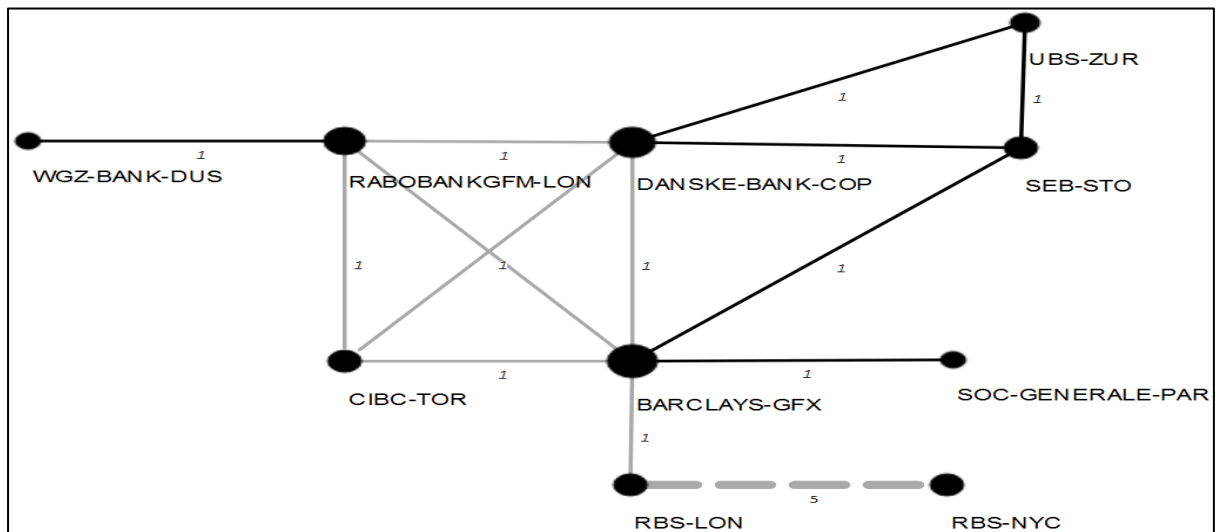 UBS-ZUR
1
1
1
1
1
WGZ-BANK-DUS
RABOBANKGFM-LON
DANSKE-BANK-COP
SEB-STO
1
1
1
1
1
1
CIBC-TOR
BARCLAYS-GFX
SOC-GENERALE-PAR
1
5
RBS-LON
RBS-NYC